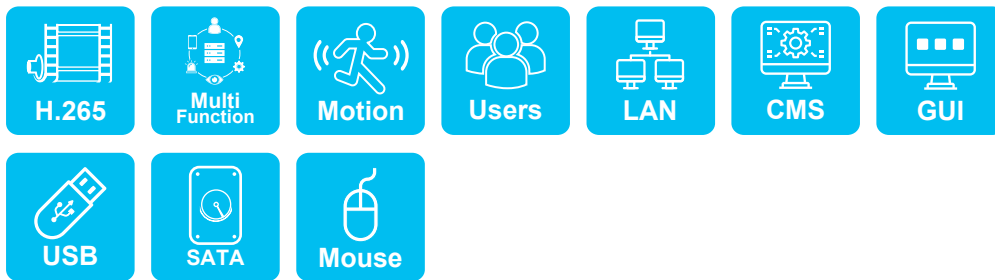 H.265
Multi
Function
Motion
Users
LAN
CMS
GUI
USB
SATA
Mouse